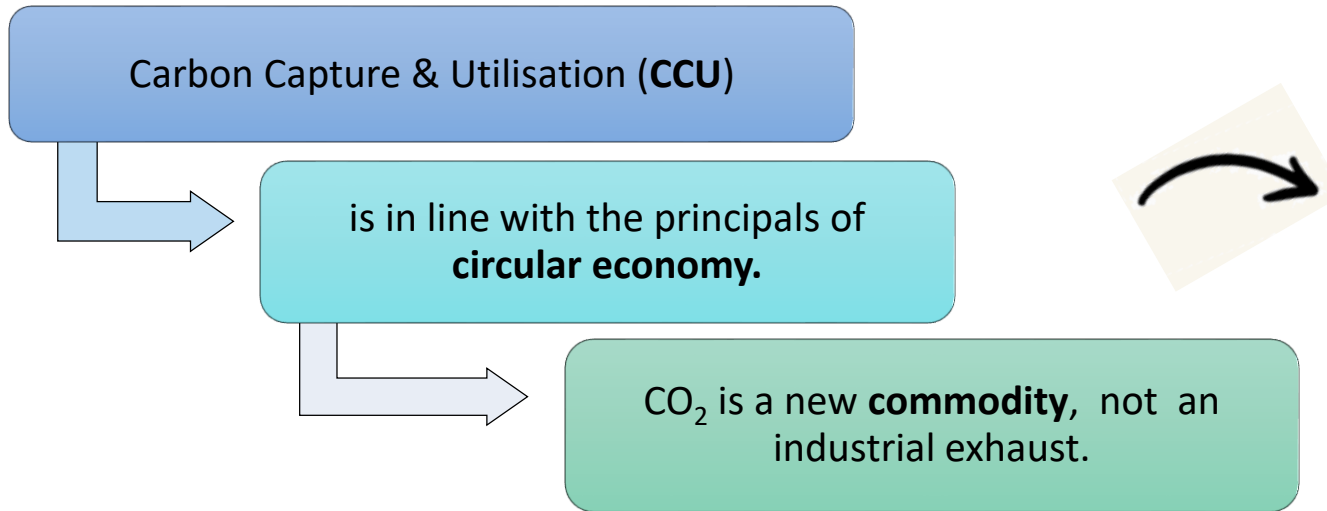 Carbon Capture & Utilisation (CCU)
is in line with the principals of
circular economy.
CO₂ is a new commodity, not an
industrial exhaust.